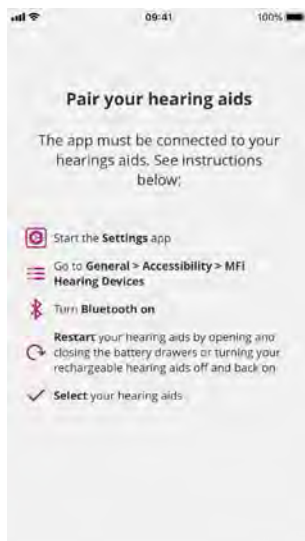 09:41
100%
Pair your hearing aids
The app must be connected to your
hearings aids. See instructions
below:
Start the Settings app
Go to General > Accessibility > MFI
Hearing Devices
Turn Bluetooth on
Restart your hearing aids by opening and
closing the battery drawers or turning your
rechargeable hearing aids off and back on
Select your hearing aids